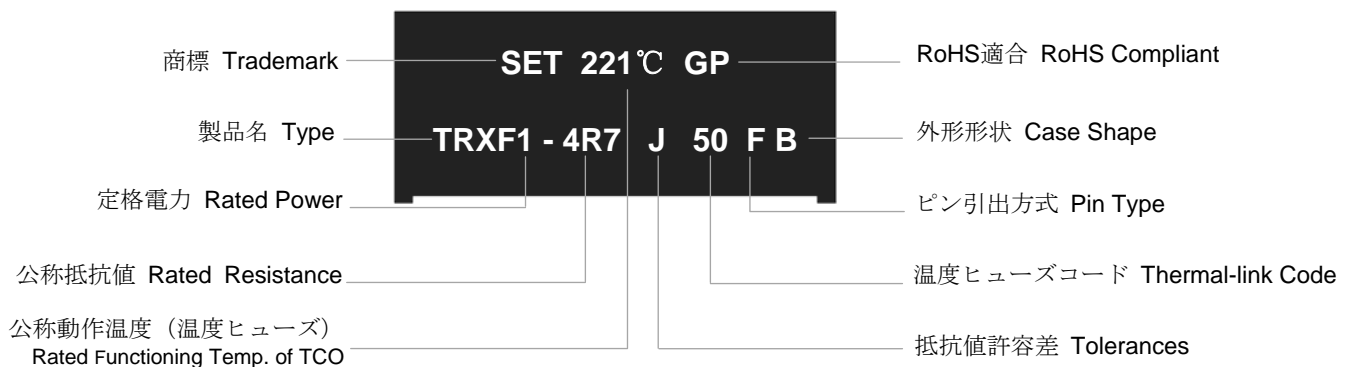 商標 Trademark
SET 221℃ GP
RoHS適合 RoHS Compliant
製品名 Type
TRXF1 - 4R7 J 50 F B
外形形状 Case Shape
定格電力 Rated Power
ピン引出方式 Pin Type
公称抵抗値 Rated Resistance
温度ヒューズコード Thermal-link Code
公称動作温度（温度ヒューズ）
Rated Functioning Temp. of TCO
抵抗値許容差 Tolerances